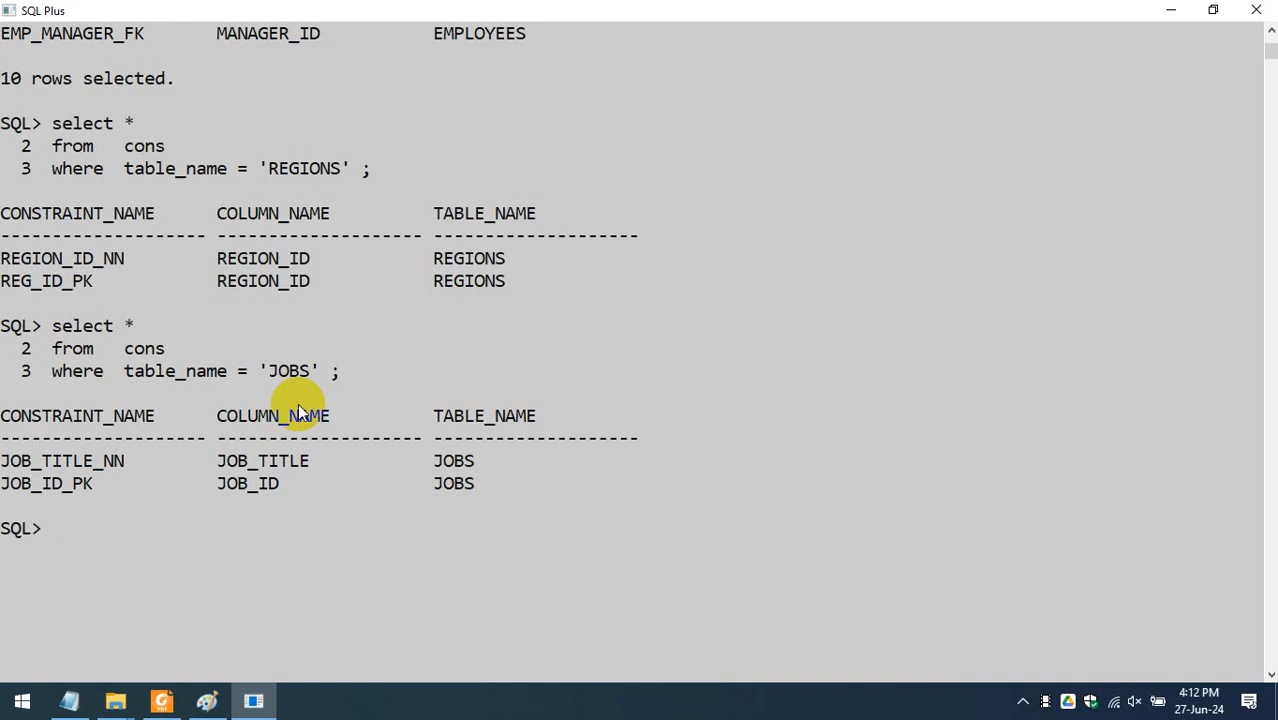 SQL Plus
EMP_MANAGER_FK       MANAGER_ID           EMPLOYEES
10 rows selected.
SQL> select *
  2  from   cons
  3  where  table_name = 'REGIONS' ;
CONSTRAINT_NAME      COLUMN_NAME          TABLE_NAME
-------------------- -------------------- --------------------
REGION_ID_NN         REGION_ID            REGIONS
REG_ID_PK            REGION_ID            REGIONS
SQL> select *
  2  from   cons
  3  where  table_name = 'JOBS' ;
CONSTRAINT_NAME      COLUMN_NAME          TABLE_NAME
-------------------- -------------------- --------------------
JOB_TITLE_NN         JOB_TITLE            JOBS
JOB_ID_PK            JOB_ID               JOBS
SQL>
PDF
4:12 PM
27-Jun-24